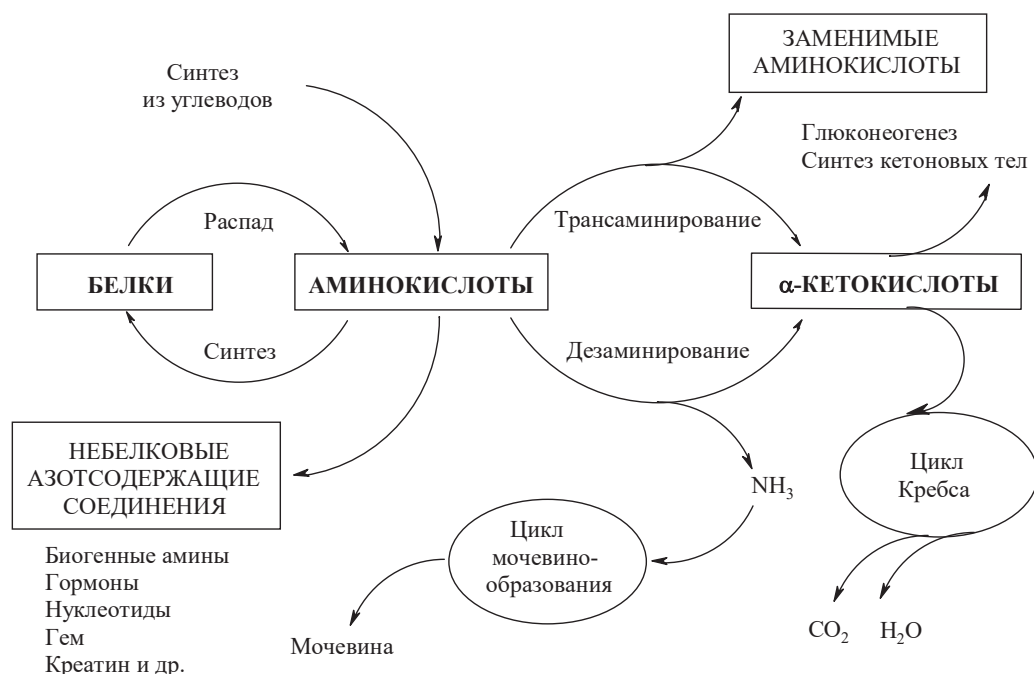 ЗАМЕНИМЫЕ
АМИНОКИСЛОТЫ
Синтез
из углеводов
Глюконеогенез
Синтез кетоновых тел
Распад
Трансаминирование
БЕЛКИ
АМИНОКИСЛОТЫ
α-КЕТОКИСЛОТЫ
Синтез
Дезаминирование
НЕБЕЛКОВЫЕ
АЗОТСОДЕРЖАЩИЕ
СОЕДИНЕНИЯ
Цикл
Кребса
NH₃
Цикл
мочевино-
образования
Биогенные амины
Гормоны
Нуклеотиды
Гем
Креатин и др.
Мочевина
CO₂
H₂O